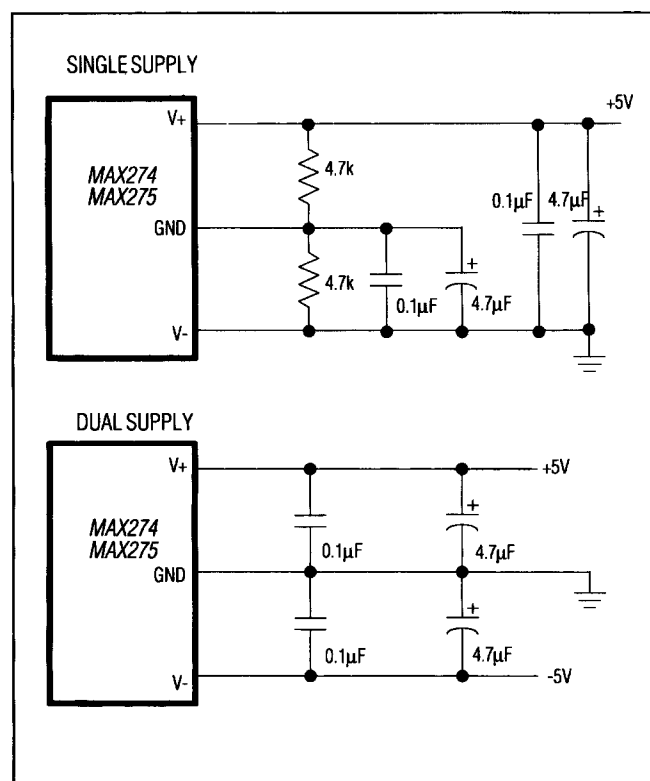 SINGLE SUPPLY
V+
+5V
MAX274
MAX275
4.7k
0.1µF
4.7µF
+
GND
+
4.7k
0.1µF
4.7µF
V-
DUAL SUPPLY
V+
+5V
+
MAX274
MAX275
0.1µF
4.7µF
GND
+
0.1µF
4.7µF
V-
-5V